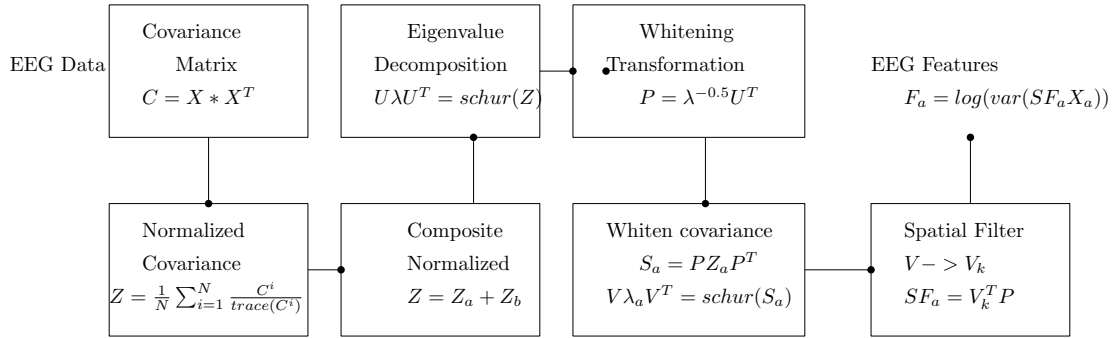 EEG Data
Covariance
Matrix
C = X * X^T
Eigenvalue
Decomposition
UλU^T = schur(Z)
Whitening
Transformation
P = λ^{-0.5}U^T
EEG Features
F_a = log(var(SF_aX_a))
Normalized
Covariance
Z = \frac{1}{N} \sum_{i=1}^{N} \frac{C^i}{trace(C^i)}
Composite
Normalized
Z = Z_a + Z_b
Whiten covariance
S_a = PZ_aP^T
Vλ_aV^T = schur(S_a)
Spatial Filter
V - > V_k
SF_a = V_k^T P